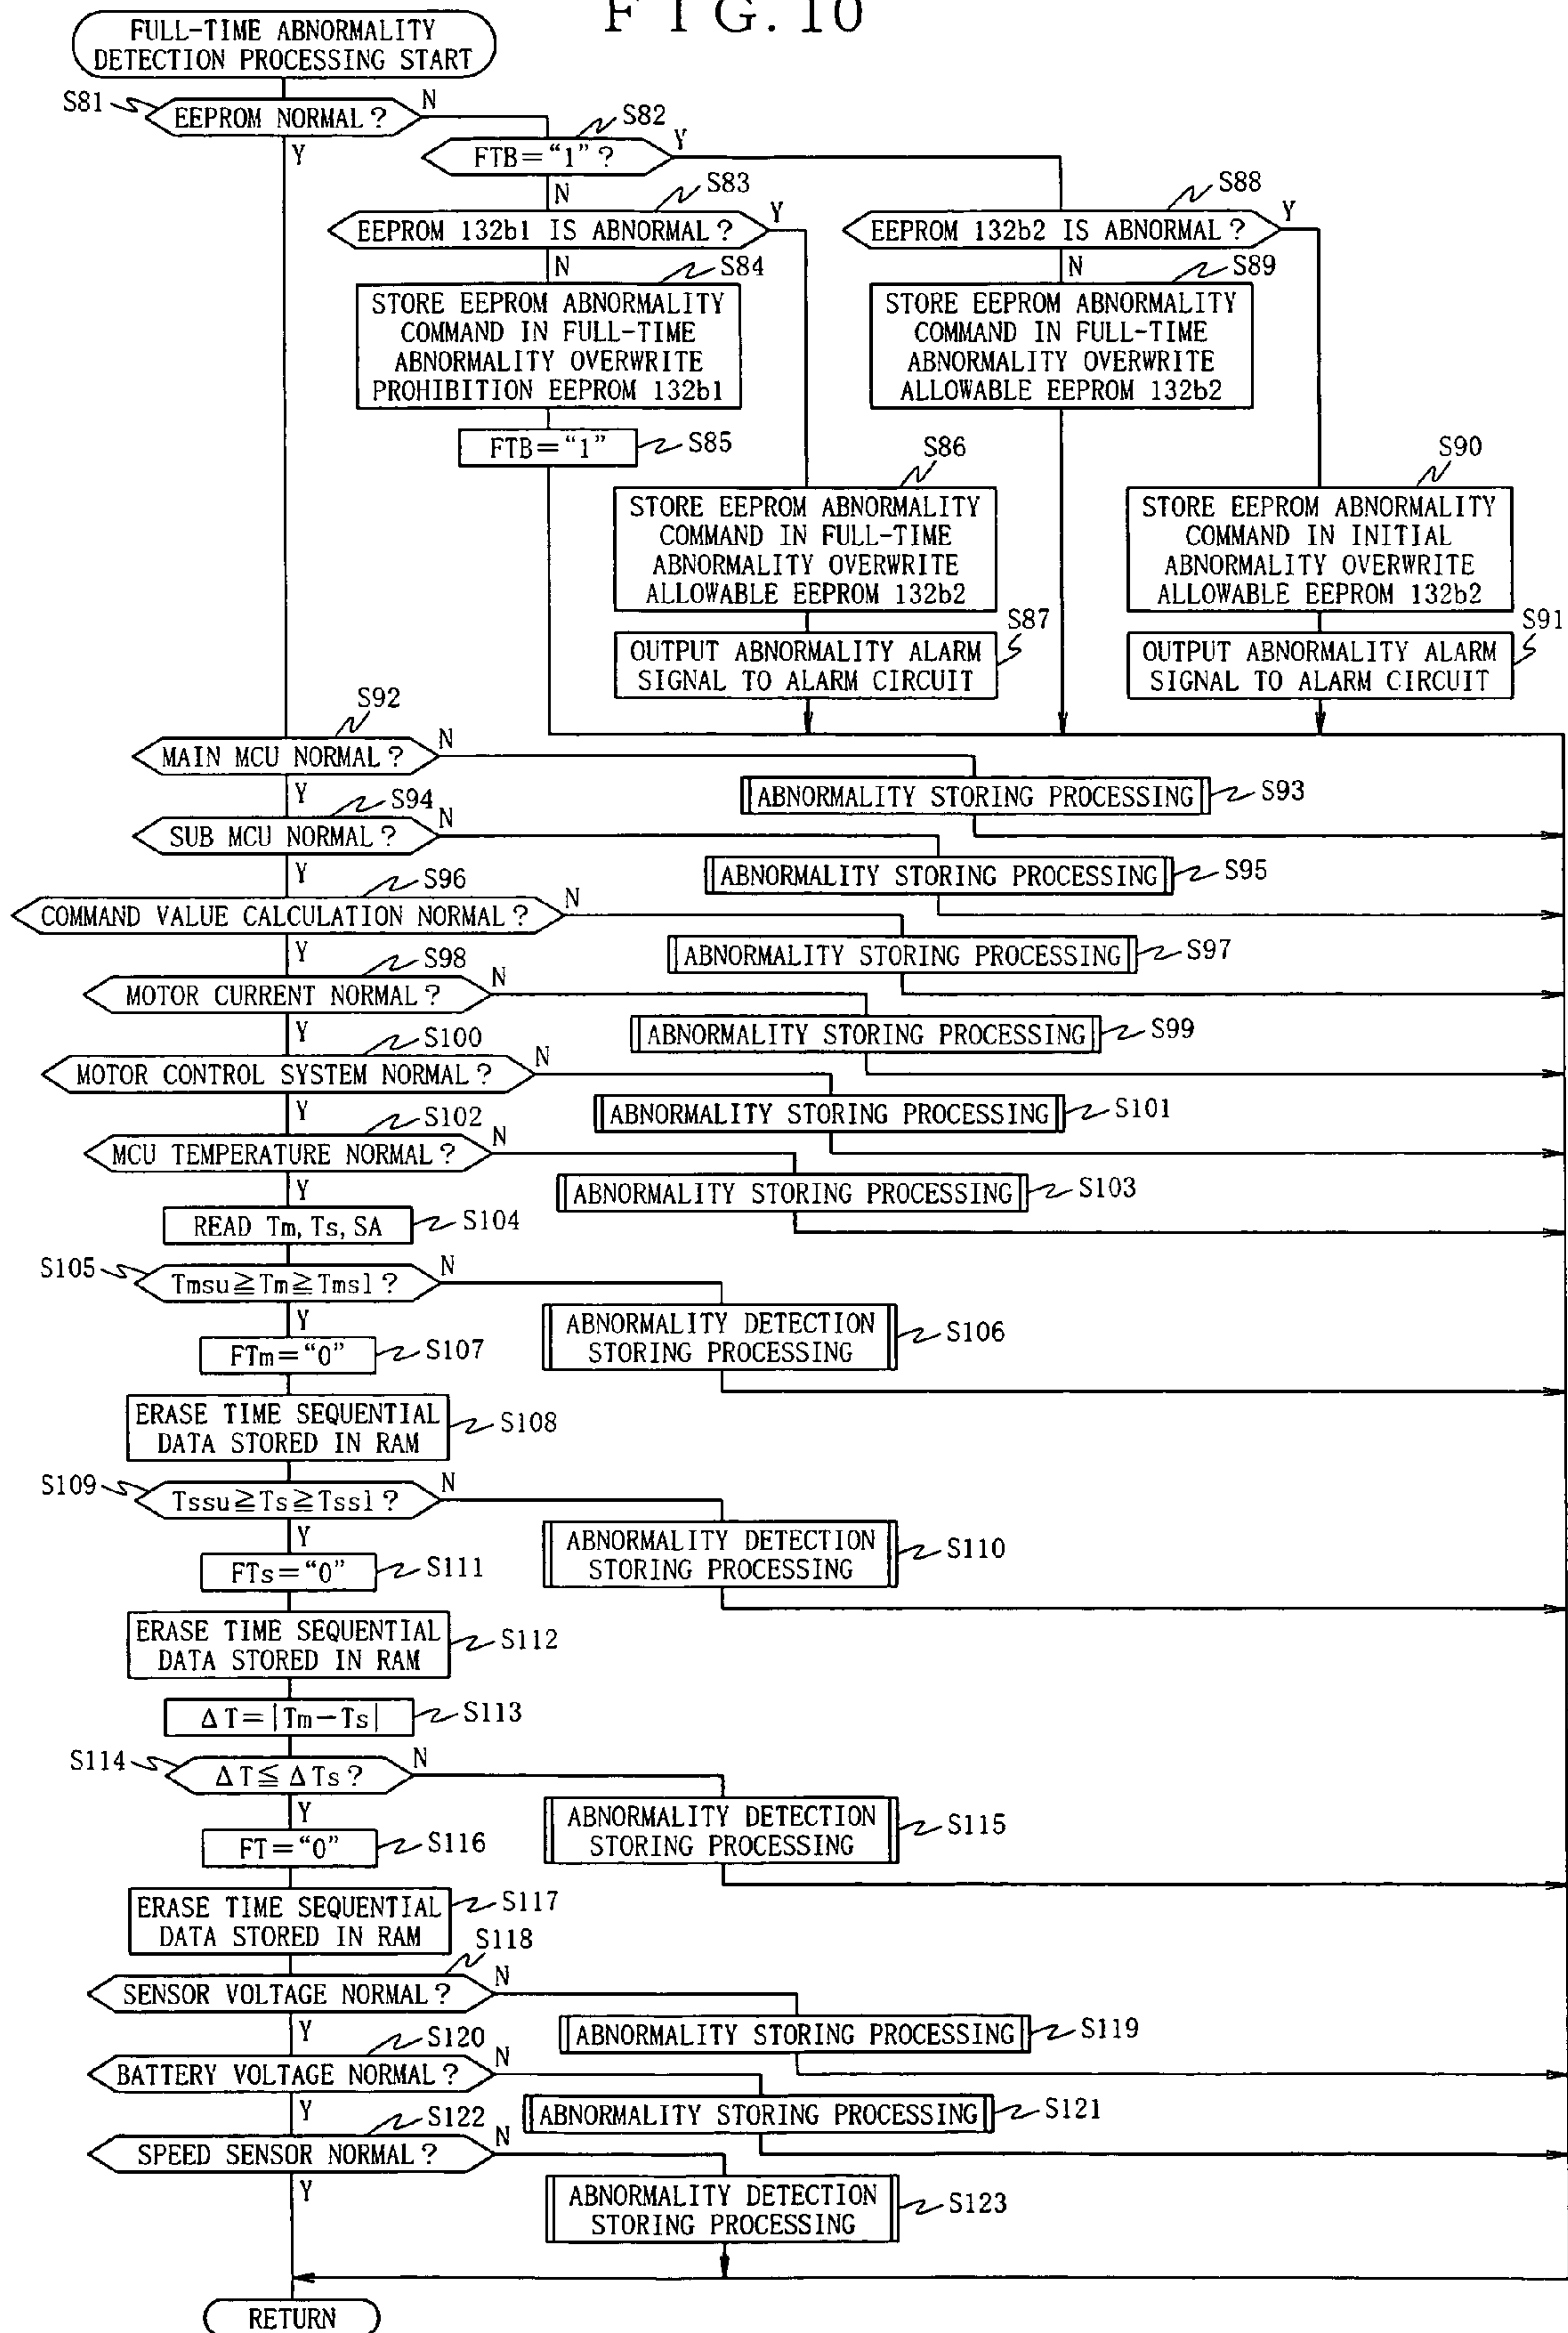 FIG. 10
FULL-TIME ABNORMALITY
DETECTION PROCESSING START
S81
EEPROM NORMAL?
N
Y
S82
FTB="1"?
Y
N
S83
EEPROM 132b1 IS ABNORMAL?
Y
N
S88
EEPROM 132b2 IS ABNORMAL?
Y
N
S84
STORE EEPROM ABNORMALITY
COMMAND IN FULL-TIME
ABNORMALITY OVERWRITE
PROHIBITION EEPROM 132b1
S89
STORE EEPROM ABNORMALITY
COMMAND IN FULL-TIME
ABNORMALITY OVERWRITE
ALLOWABLE EEPROM 132b2
FTB="1"
S85
S86
STORE EEPROM ABNORMALITY
COMMAND IN FULL-TIME
ABNORMALITY OVERWRITE
ALLOWABLE EEPROM 132b2
S90
STORE EEPROM ABNORMALITY
COMMAND IN INITIAL
ABNORMALITY OVERWRITE
ALLOWABLE EEPROM 132b2
S87
OUTPUT ABNORMALITY ALARM
SIGNAL TO ALARM CIRCUIT
S91
OUTPUT ABNORMALITY ALARM
SIGNAL TO ALARM CIRCUIT
S92
MAIN MCU NORMAL?
N
Y
ABNORMALITY STORING PROCESSING
S93
S94
SUB MCU NORMAL?
N
Y
ABNORMALITY STORING PROCESSING
S95
S96
COMMAND VALUE CALCULATION NORMAL?
N
Y
ABNORMALITY STORING PROCESSING
S97
S98
MOTOR CURRENT NORMAL?
N
Y
ABNORMALITY STORING PROCESSING
S99
S100
MOTOR CONTROL SYSTEM NORMAL?
N
Y
ABNORMALITY STORING PROCESSING
S101
S102
MCU TEMPERATURE NORMAL?
N
Y
ABNORMALITY STORING PROCESSING
S103
READ Tm, Ts, SA
S104
S105
Tmsu≧Tm≧Tmsl?
N
Y
ABNORMALITY DETECTION
STORING PROCESSING
S106
FTm="0"
S107
ERASE TIME SEQUENTIAL
DATA STORED IN RAM
S108
S109
Tssu≧Ts≧Tssl?
N
Y
ABNORMALITY DETECTION
STORING PROCESSING
S110
FTs="0"
S111
ERASE TIME SEQUENTIAL
DATA STORED IN RAM
S112
ΔT=|Tm−Ts|
S113
S114
ΔT≦ΔTs?
N
Y
ABNORMALITY DETECTION
STORING PROCESSING
S115
FT="0"
S116
ERASE TIME SEQUENTIAL
DATA STORED IN RAM
S117
S118
SENSOR VOLTAGE NORMAL?
N
Y
ABNORMALITY STORING PROCESSING
S119
S120
BATTERY VOLTAGE NORMAL?
N
Y
ABNORMALITY STORING PROCESSING
S121
S122
SPEED SENSOR NORMAL?
N
Y
ABNORMALITY DETECTION
STORING PROCESSING
S123
RETURN